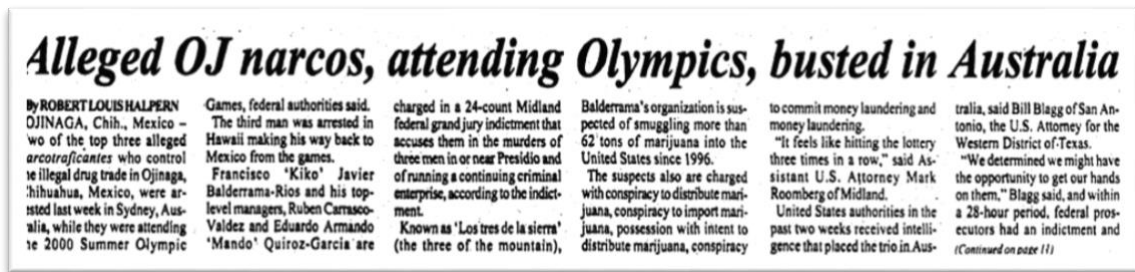 Alleged OJ narcos, attending Olympics, busted in Australia
By ROBERT LOUIS HALPERN
OJINAGA, Chih., Mexico –
wo of the top three alleged
arcotraficantes who control
e illegal drug trade in Ojinaga,
hihuahua, Mexico, were ar-
ested last week in Sydney, Aus-
alia, while they were attending
e 2000 Summer Olympic
Games, federal authorities said.
The third man was arrested in
Hawaii making his way back to
Mexico from the games.
Francisco 'Kiko' Javier
Balderrama-Rios and his top-
level managers, Ruben Carrasco-
Valdez and Eduardo Armando
'Mando' Quiroz-Garcia are
charged in a 24-count Midland
federal grand jury indictment that
accuses them in the murders of
three men in or near Presidio and
of running a continuing criminal
enterprise, according to the indict-
ment.
Known as 'Los tres de la sierra'
(the three of the mountain),
Balderrama's organization is sus-
pected of smuggling more than
62 tons of marijuana into the
United States since 1996.
The suspects also are charged
with conspiracy to distribute mari-
juana, conspiracy to import mari-
juana, possession with intent to
distribute marijuana, conspiracy
to commit money laundering and
money laundering.
"It feels like hitting the lottery
three times in a row," said As-
sistant U.S. Attorney Mark
Roomberg of Midland.
United States authorities in the
past two weeks received intelli-
gence that placed the trio in Aus-
tralia, said Bill Blagg of San An-
tonio, the U.S. Attorney for the
Western District of Texas.
"We determined we might have
the opportunity to get our hands
on them," Blagg said, and within
a 28-hour period, federal pros-
ecutors had an indictment and
(Continued on page 11)